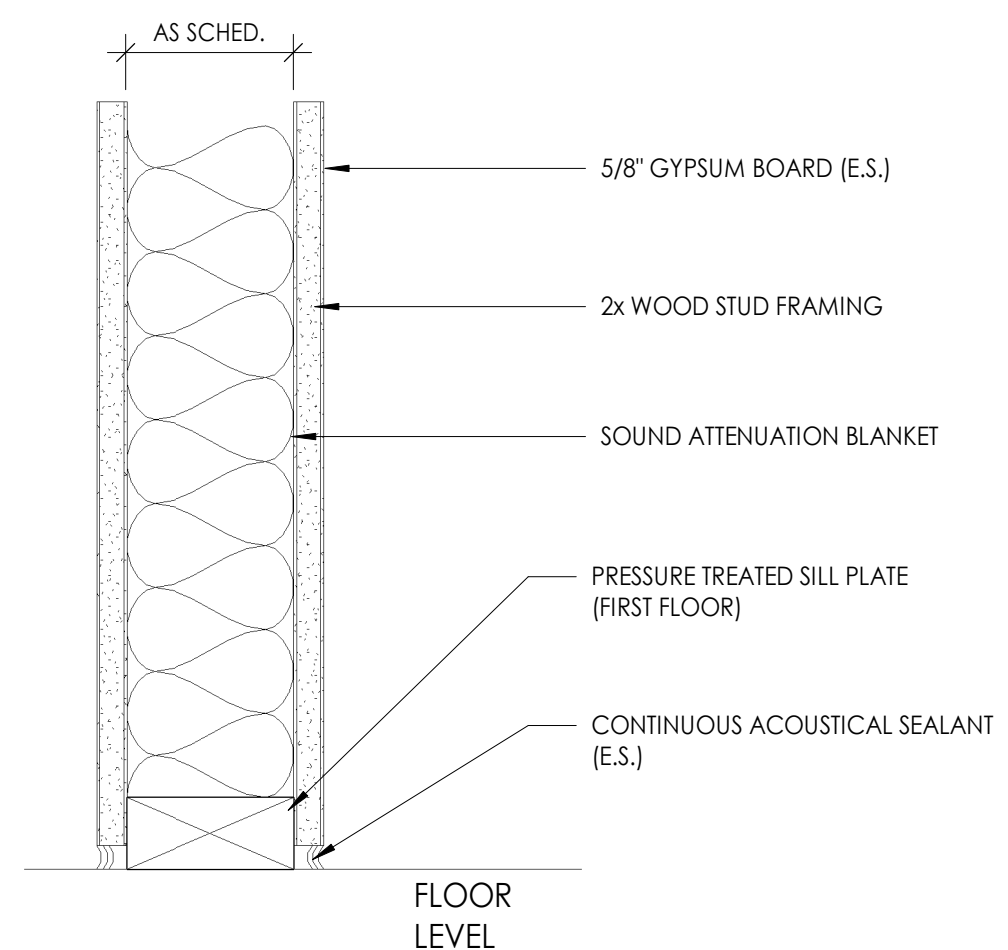 AS SCHED.
5/8" GYPSUM BOARD (E.S.)
2x WOOD STUD FRAMING
SOUND ATTENUATION BLANKET
PRESSURE TREATED SILL PLATE
(FIRST FLOOR)
CONTINUOUS ACOUSTICAL SEALANT
(E.S.)
FLOOR
LEVEL